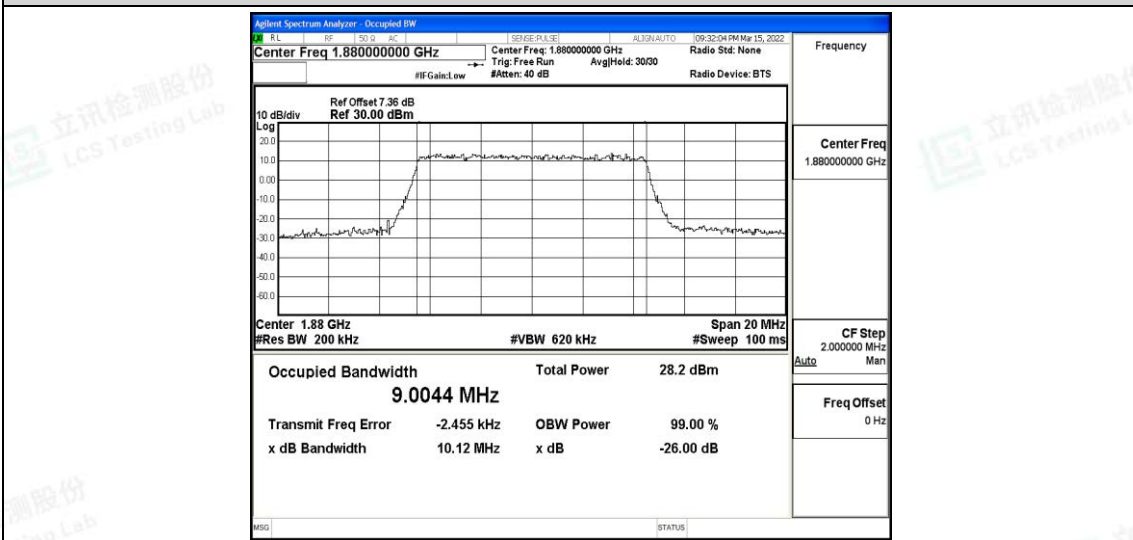 Agilent Spectrum Analyzer - Occupied BW
RL RF 50 Ω AC SENSE:PULSE ALIGN AUTO 09:32:04 PM Mar 15, 2022
Center Freq 1.880000000 GHz
Center Freq: 1.880000000 GHz
Radio Std: None
Trig: Free Run Avg|Hold: 30/30
#IFGain:Low #Atten: 40 dB Radio Device: BTS
Frequency
Ref Offset 7.36 dB
10 dB/div Ref 30.00 dBm
Log
20.0
10.0
0.00
-10.0
-20.0
-30.0
-40.0
-50.0
-60.0
Center 1.88 GHz Span 20 MHz
#Res BW 200 kHz #VBW 620 kHz #Sweep 100 ms
Center Freq
1.880000000 GHz
CF Step
2.000000 MHz
Auto Man
Freq Offset
0 Hz
Occupied Bandwidth Total Power 28.2 dBm
9.0044 MHz
Transmit Freq Error -2.455 kHz OBW Power 99.00 %
x dB Bandwidth 10.12 MHz x dB -26.00 dB
MSG STATUS
立讯检测股份
LCS Testing Lab
立讯检测股份
LCS Testing L
测股份